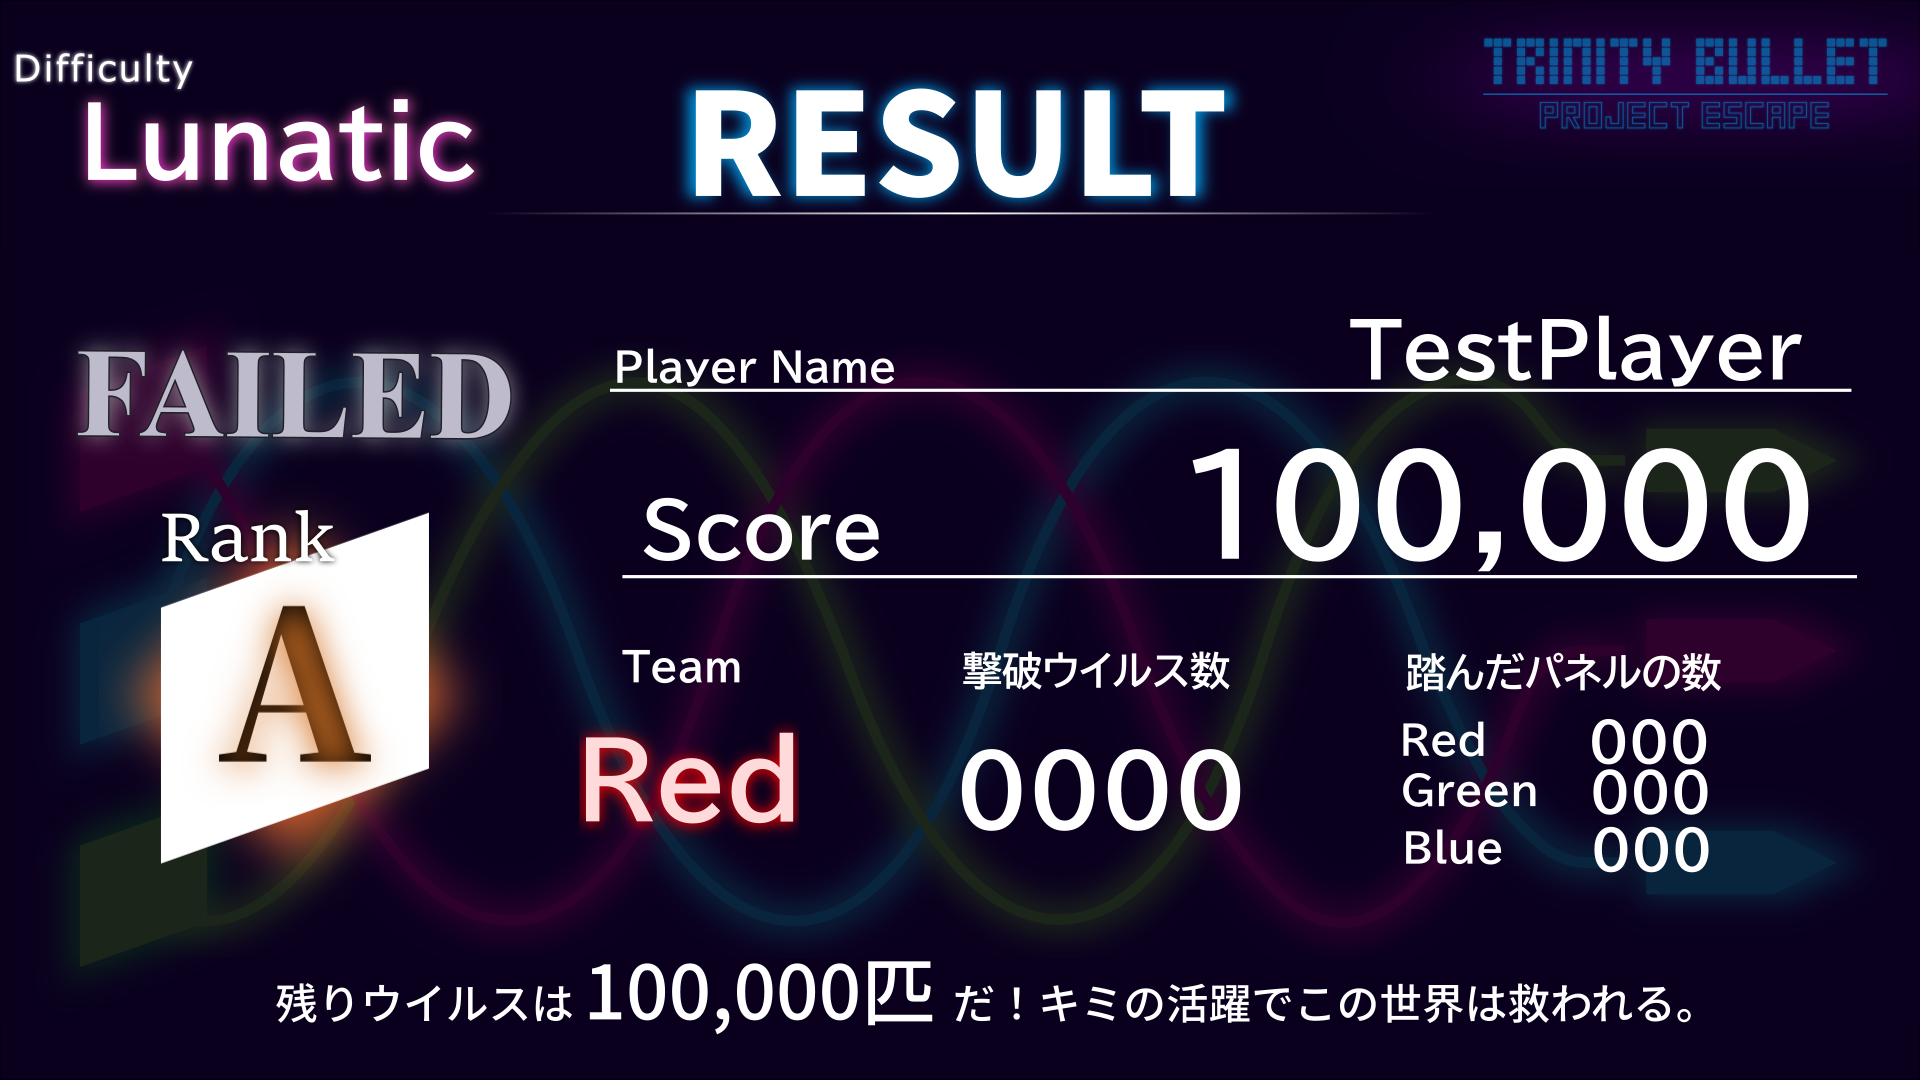 Difficulty
Lunatic
RESULT
TRINITY BULLET
PROJECT ESCAPE
FAILED
Rank
A
Player Name TestPlayer
Score 100,000
Team
Red
撃破ウイルス数
0000
踏んだパネルの数
Red 000
Green 000
Blue 000
残りウイルスは 100,000匹 だ！キミの活躍でこの世界は救われる。